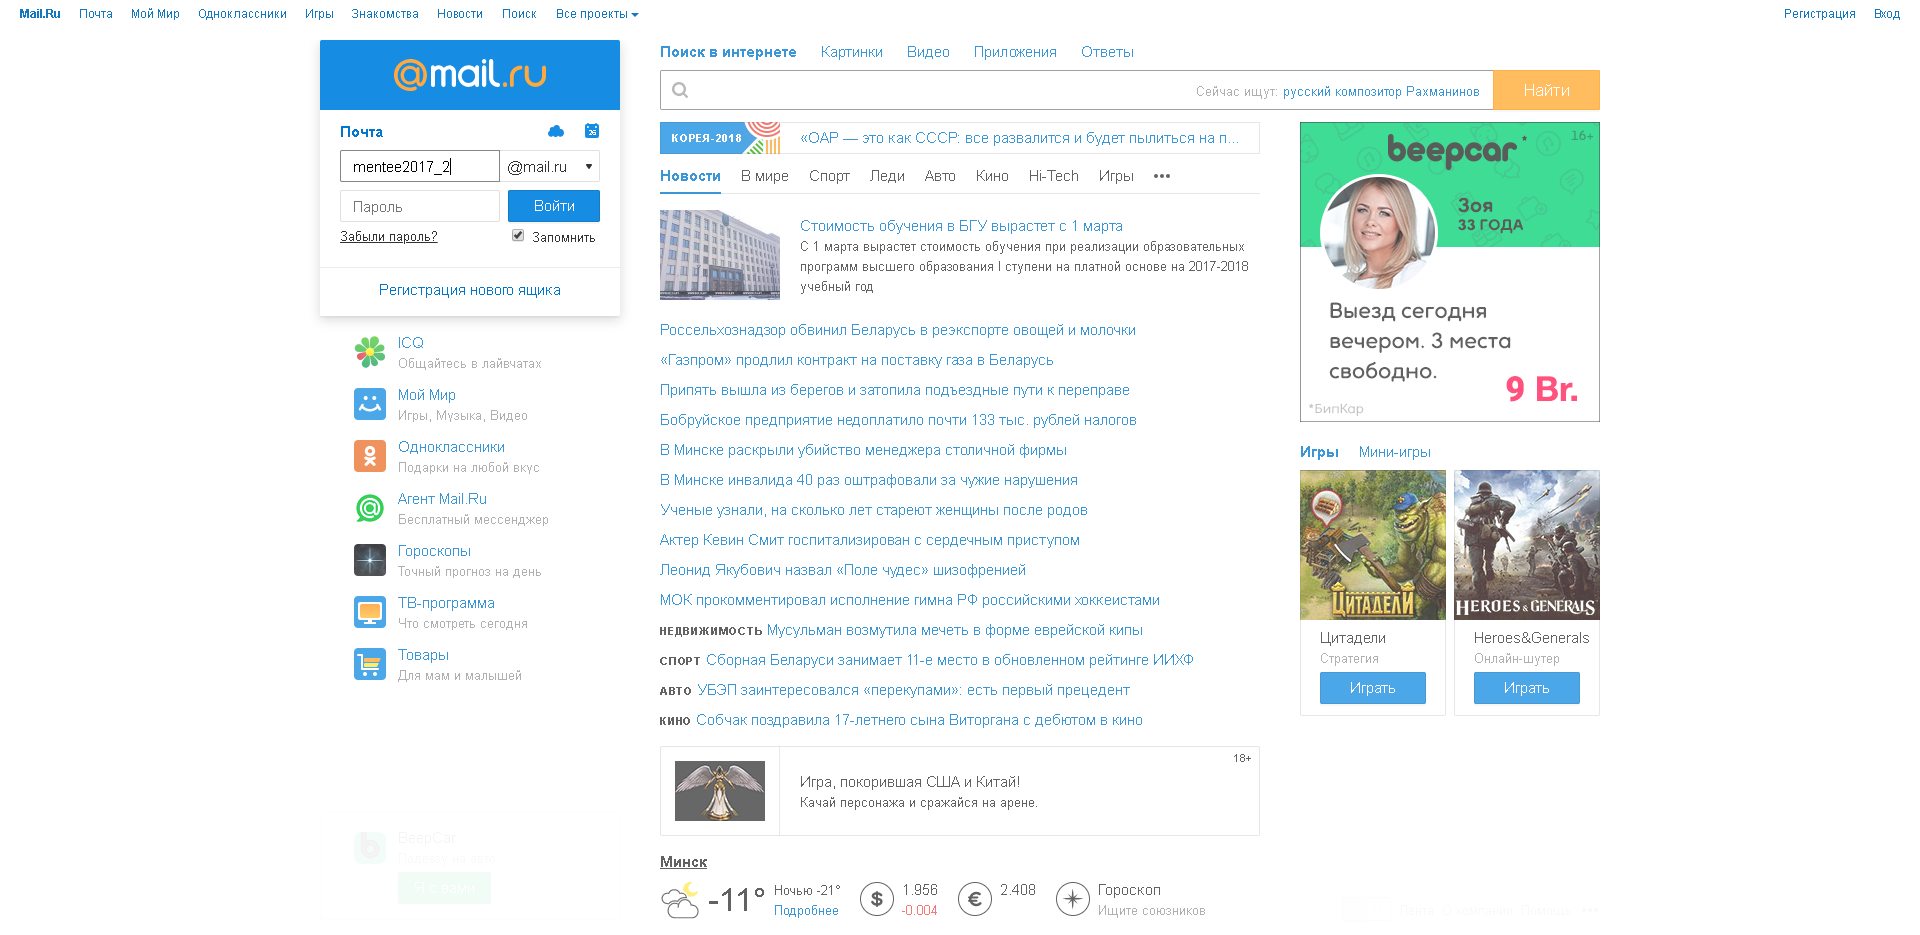 Mail.Ru Почта Мой Мир Одноклассники Игры Знакомства Новости Поиск Все проекты
Регистрация Вход
@mail.ru
Почта
26
mentee2017_2 @mail.ru
Пароль
Войти
Забыли пароль?
Запомнить
Регистрация нового ящика
ICQ
Общайтесь в лайвчатах
Мой Мир
Игры, Музыка, Видео
Одноклассники
Подарки на любой вкус
Агент Mail.Ru
Бесплатный мессенджер
Гороскопы
Точный прогноз на день
ТВ-программа
Что смотреть сегодня
Товары
Для мам и малышей
BeepCar
Я с вами
Поиск в интернете Картинки Видео Приложения Ответы
Сейчас ищут: русский композитор Рахманинов
Найти
КОРЕЯ-2018
«ОАР — это как СССР: все развалится и будет пылиться на п...
Новости В мире Спорт Леди Авто Кино Hi-Tech Игры
Стоимость обучения в БГУ вырастет с 1 марта
С 1 марта вырастет стоимость обучения при реализации образовательных
программ высшего образования I ступени на платной основе на 2017-2018
учебный год
Россельхознадзор обвинил Беларусь в реэкспорте овощей и молочки
«Газпром» продлил контракт на поставку газа в Беларусь
Припять вышла из берегов и затопила подъездные пути к переправе
Бобруйское предприятие недоплатило почти 133 тыс. рублей налогов
В Минске раскрыли убийство менеджера столичной фирмы
В Минске инвалида 40 раз оштрафовали за чужие нарушения
Ученые узнали, на сколько лет стареют женщины после родов
Актер Кевин Смит госпитализирован с сердечным приступом
Леонид Якубович назвал «Поле чудес» шизофренией
МОК прокомментировал исполнение гимна РФ российскими хоккеистами
НЕДВИЖИМОСТЬ Мусульман возмутила мечеть в форме еврейской кипы
СПОРТ Сборная Беларуси занимает 11-е место в обновленном рейтинге ИИХФ
АВТО УБЭП заинтересовался «перекупами»: есть первый прецедент
КИНО Собчак поздравила 17-летнего сына Виторгана с дебютом в кино
18+
Игра, покорившая США и Китай!
Качай персонажа и сражайся на арене.
Минск
-11°
Ночью -21°
Подробнее
$
1.956
-0.004
€
2.408
Гороскоп
Ищите союзников
16+
beepcar*
Зоя
33 ГОДА
Выезд сегодня
вечером. 3 места
свободно.
9 Br.
*БипКар
Игры Мини-игры
ЦИТАДЕЛИ
Цитадели
Стратегия
Играть
HEROES & GENERALS
Heroes&Generals
Онлайн-шутер
Играть